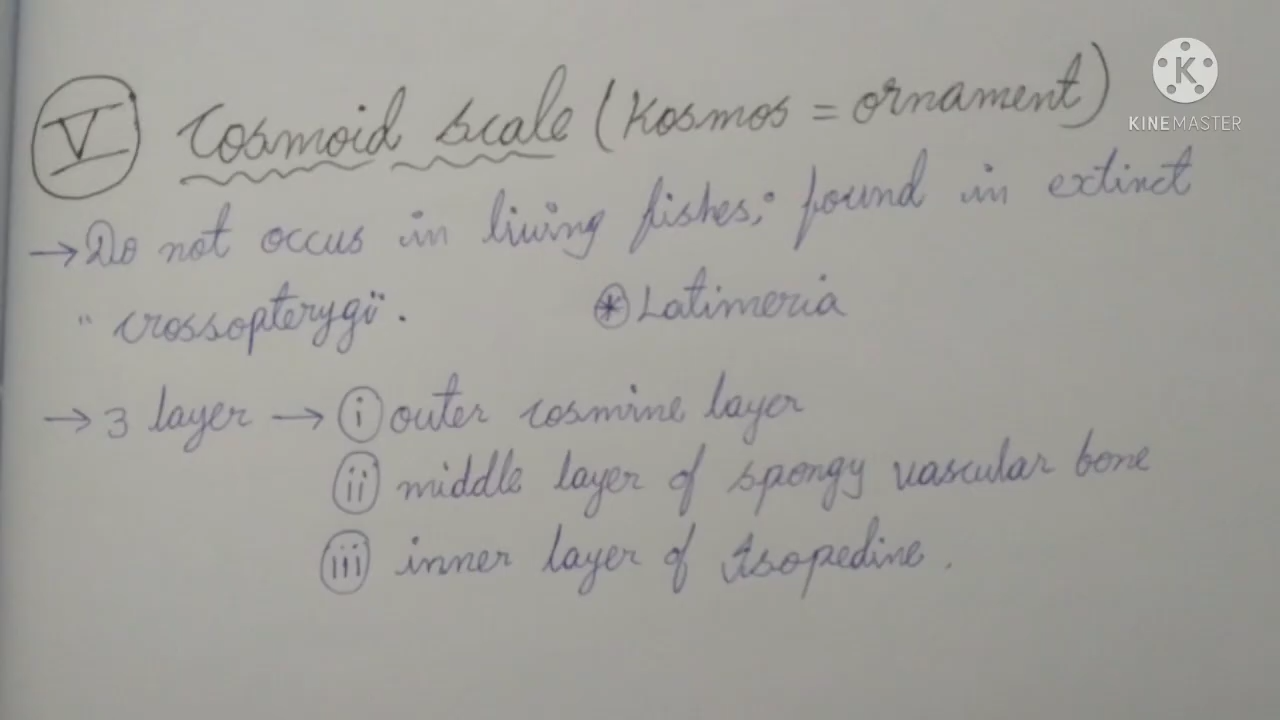 K
KINEMASTER
V Cosmoid scale (Kosmos = ornament)
→ Do not occus in living fishes; found in extinct
"crossopterygii". * Latimeria
→ 3 layer → i outer cosmine layer
ii middle layer of spongy vascular bone
iii inner layer of Isopedine.